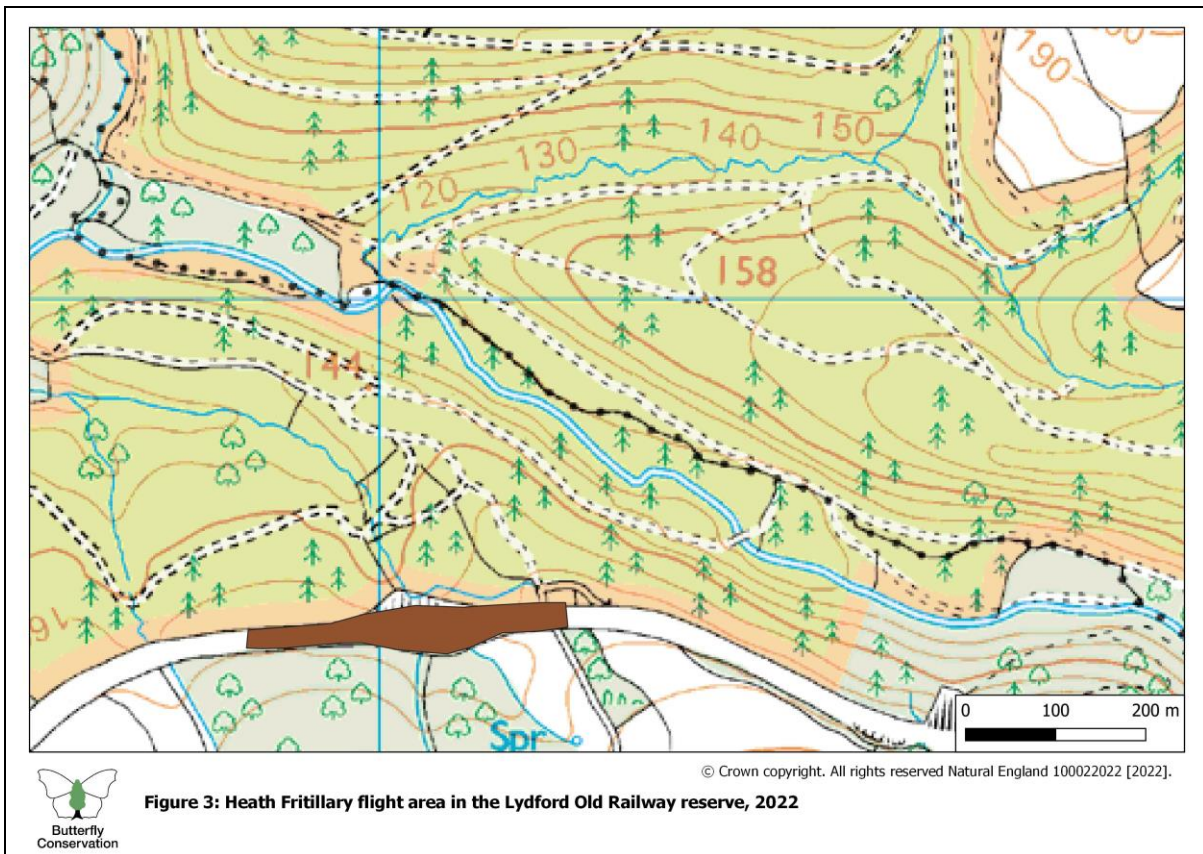 190
150
140
130
120
158
144
16
Spr
0 100 200 m
© Crown copyright. All rights reserved Natural England 100022022 [2022].
Figure 3: Heath Fritillary flight area in the Lydford Old Railway reserve, 2022
Butterfly
Conservation